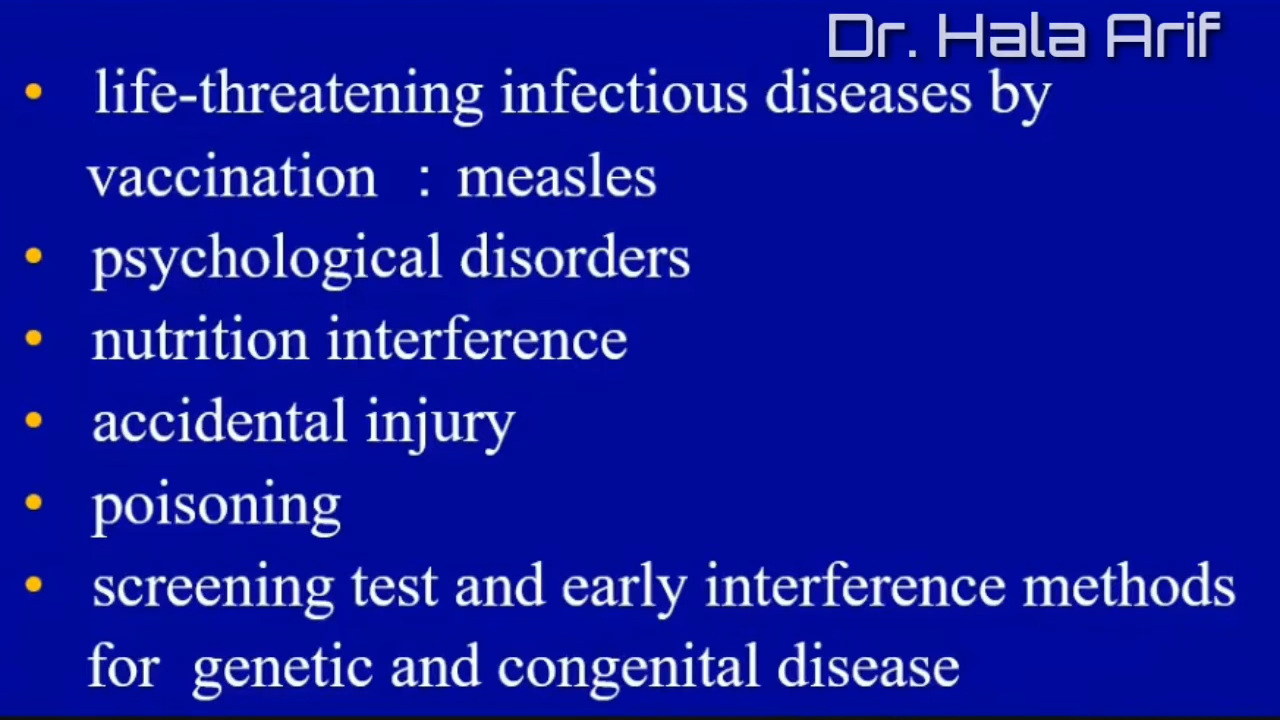 Dr. Hala Arif
• life-threatening infectious diseases by
vaccination : measles
• psychological disorders
• nutrition interference
• accidental injury
• poisoning
• screening test and early interference methods
for genetic and congenital disease